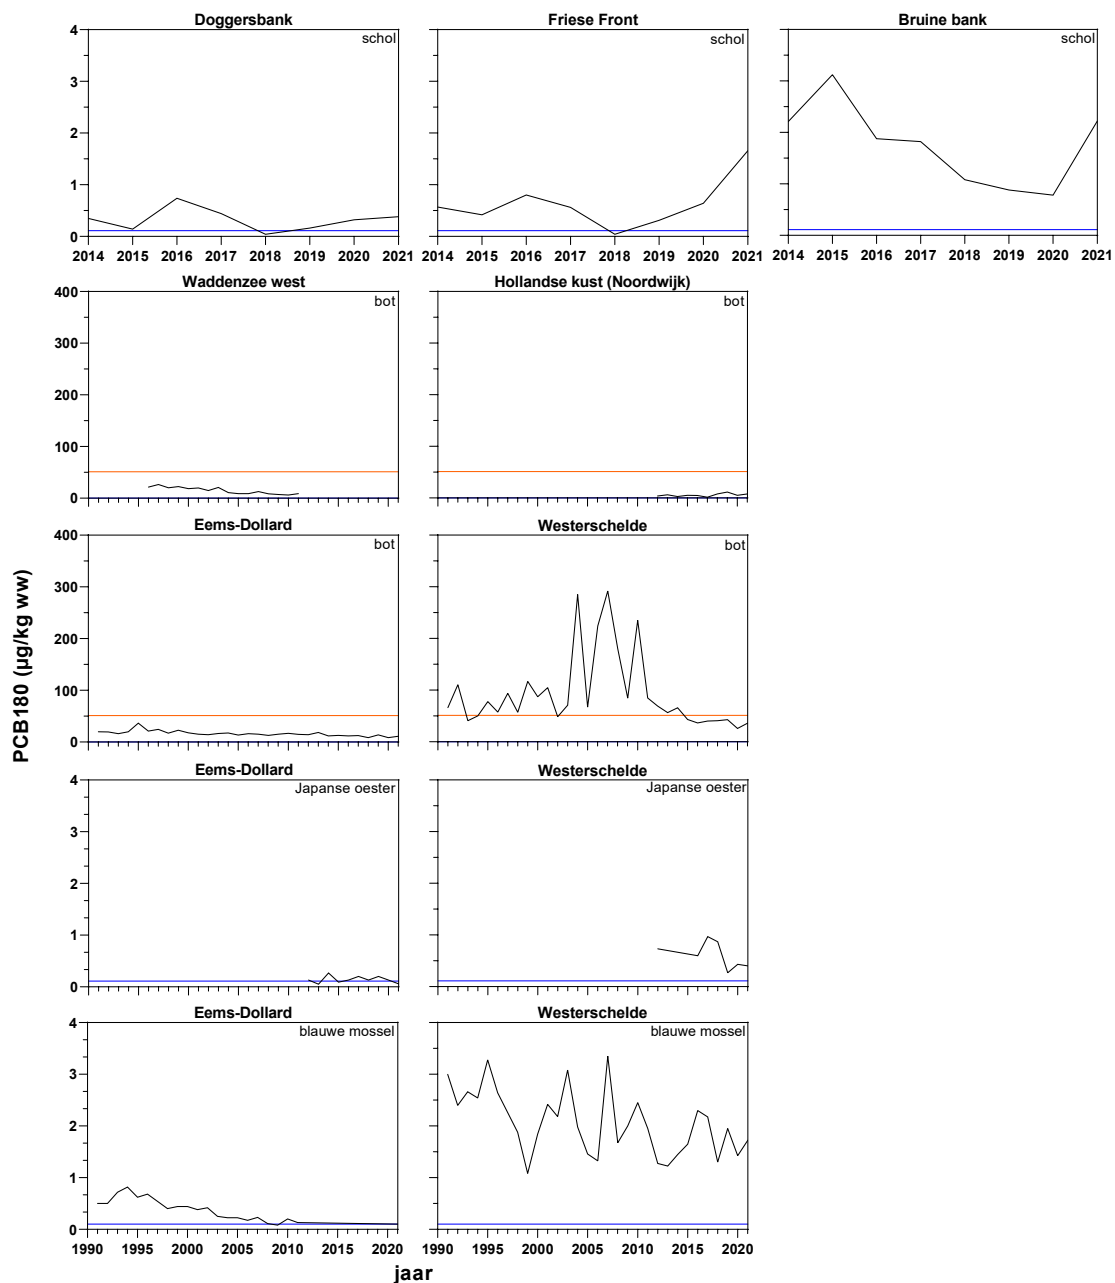 Doggersbank Friese Front Bruine bank
schol schol schol
4
3
2
1
0
2014 2015 2016 2017 2018 2019 2020 2021 2014 2015 2016 2017 2018 2019 2020 2021 2014 2015 2016 2017 2018 2019 2020 2021
Waddenzee west Hollandse kust (Noordwijk)
400 bot bot
300
200
100
0
Eems-Dollard Westerschelde
400 bot bot
300
200
100
0
PCB180 (µg/kg ww)
Eems-Dollard Westerschelde
4 Japanse oester Japanse oester
3
2
1
0
Eems-Dollard Westerschelde
4 blauwe mossel blauwe mossel
3
2
1
0
1990 1995 2000 2005 2010 2015 2020 1990 1995 2000 2005 2010 2015 2020
jaar